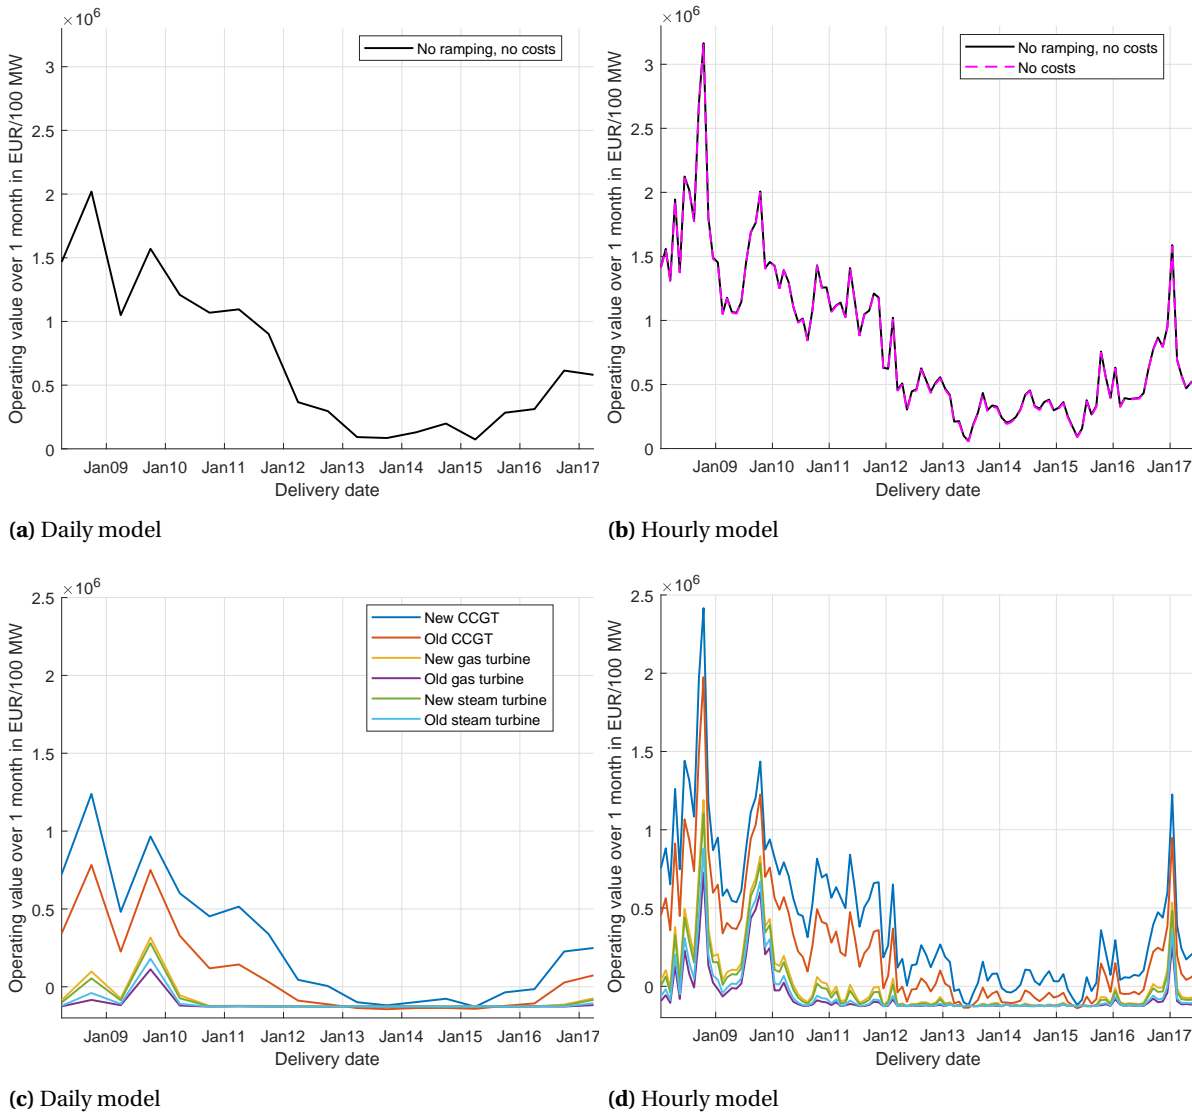 ×10⁶
Operating value over 1 month in EUR/100 MW
3
2.5
2
1.5
1
0.5
0
No ramping, no costs
Jan09 Jan10 Jan11 Jan12 Jan13 Jan14 Jan15 Jan16 Jan17
Delivery date
(a) Daily model
×10⁶
Operating value over 1 month in EUR/100 MW
3
2.5
2
1.5
1
0.5
0
No ramping, no costs
No costs
Jan09 Jan10 Jan11 Jan12 Jan13 Jan14 Jan15 Jan16 Jan17
Delivery date
(b) Hourly model
×10⁶
Operating value over 1 month in EUR/100 MW
2.5
2
1.5
1
0.5
0
New CCGT
Old CCGT
New gas turbine
Old gas turbine
New steam turbine
Old steam turbine
Jan09 Jan10 Jan11 Jan12 Jan13 Jan14 Jan15 Jan16 Jan17
Delivery date
(c) Daily model
×10⁶
Operating value over 1 month in EUR/100 MW
2.5
2
1.5
1
0.5
0
Jan09 Jan10 Jan11 Jan12 Jan13 Jan14 Jan15 Jan16 Jan17
Delivery date
(d) Hourly model